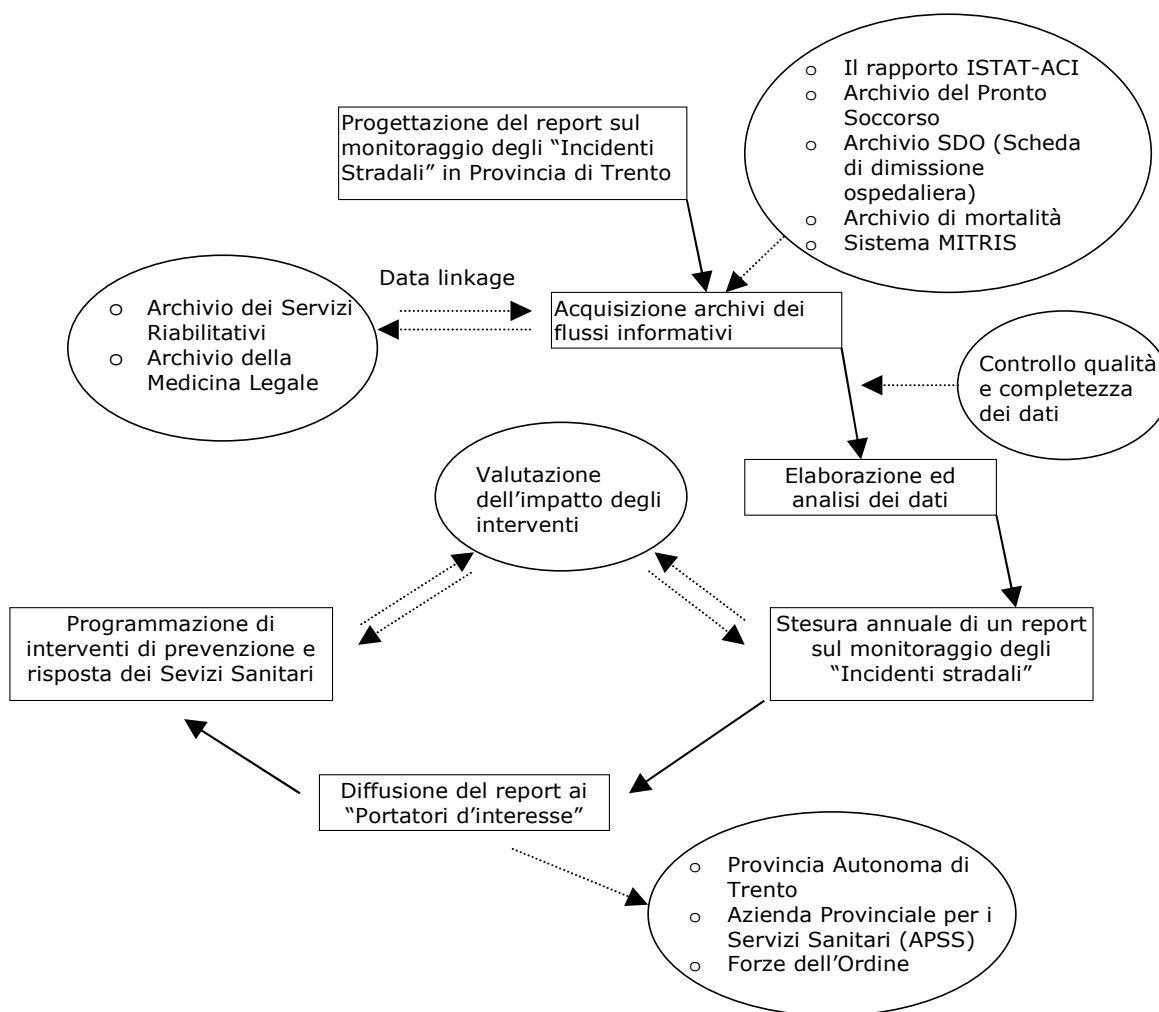 Progettazione del report sul
monitoraggio degli “Incidenti
Stradali” in Provincia di Trento
o Il rapporto ISTAT-ACI
o Archivio del Pronto
Soccorso
o Archivio SDO (Scheda
di dimissione
ospedaliera)
o Archivio di mortalità
o Sistema MITRIS
Data linkage
o Archivio dei Servizi
Riabilitativi
o Archivio della
Medicina Legale
Acquisizione archivi dei
flussi informativi
Controllo qualità
e completezza
dei dati
Elaborazione ed
analisi dei dati
Valutazione
dell’impatto degli
interventi
Programmazione di
interventi di prevenzione e
risposta dei Sevizi Sanitari
Stesura annuale di un report
sul monitoraggio degli
“Incidenti stradali”
Diffusione del report ai
“Portatori d’interesse”
o Provincia Autonoma di
Trento
o Azienda Provinciale per i
Servizi Sanitari (APSS)
o Forze dell’Ordine